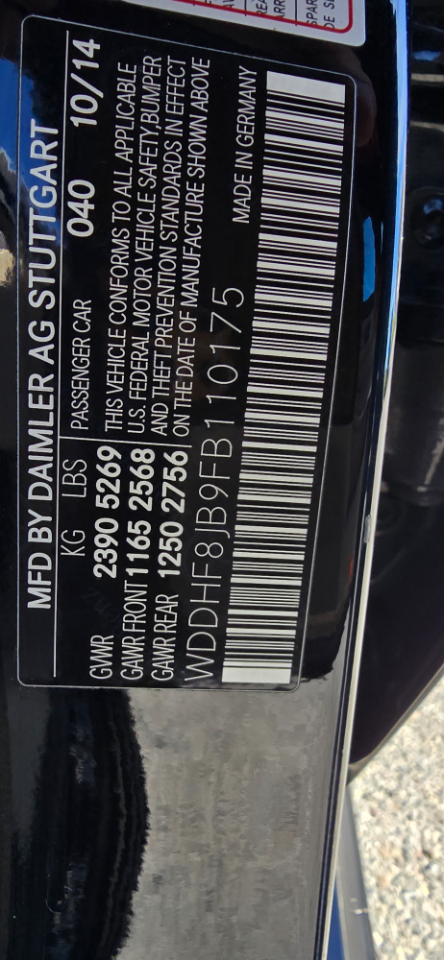 MFD BY DAIMLER AG STUTTGART
KG LBS PASSENGER CAR 040 10/14
GVWR 2390 5269
GAWR FRONT 1165 2568
GAWR REAR 1250 2756
THIS VEHICLE CONFORMS TO ALL APPLICABLE
U.S. FEDERAL MOTOR VEHICLE SAFETY,BUMPER
AND THEFT PREVENTION STANDARDS IN EFFECT
ON THE DATE OF MANUFACTURE SHOWN ABOVE
WDDHF8JB9FB110175 MADE IN GERMANY